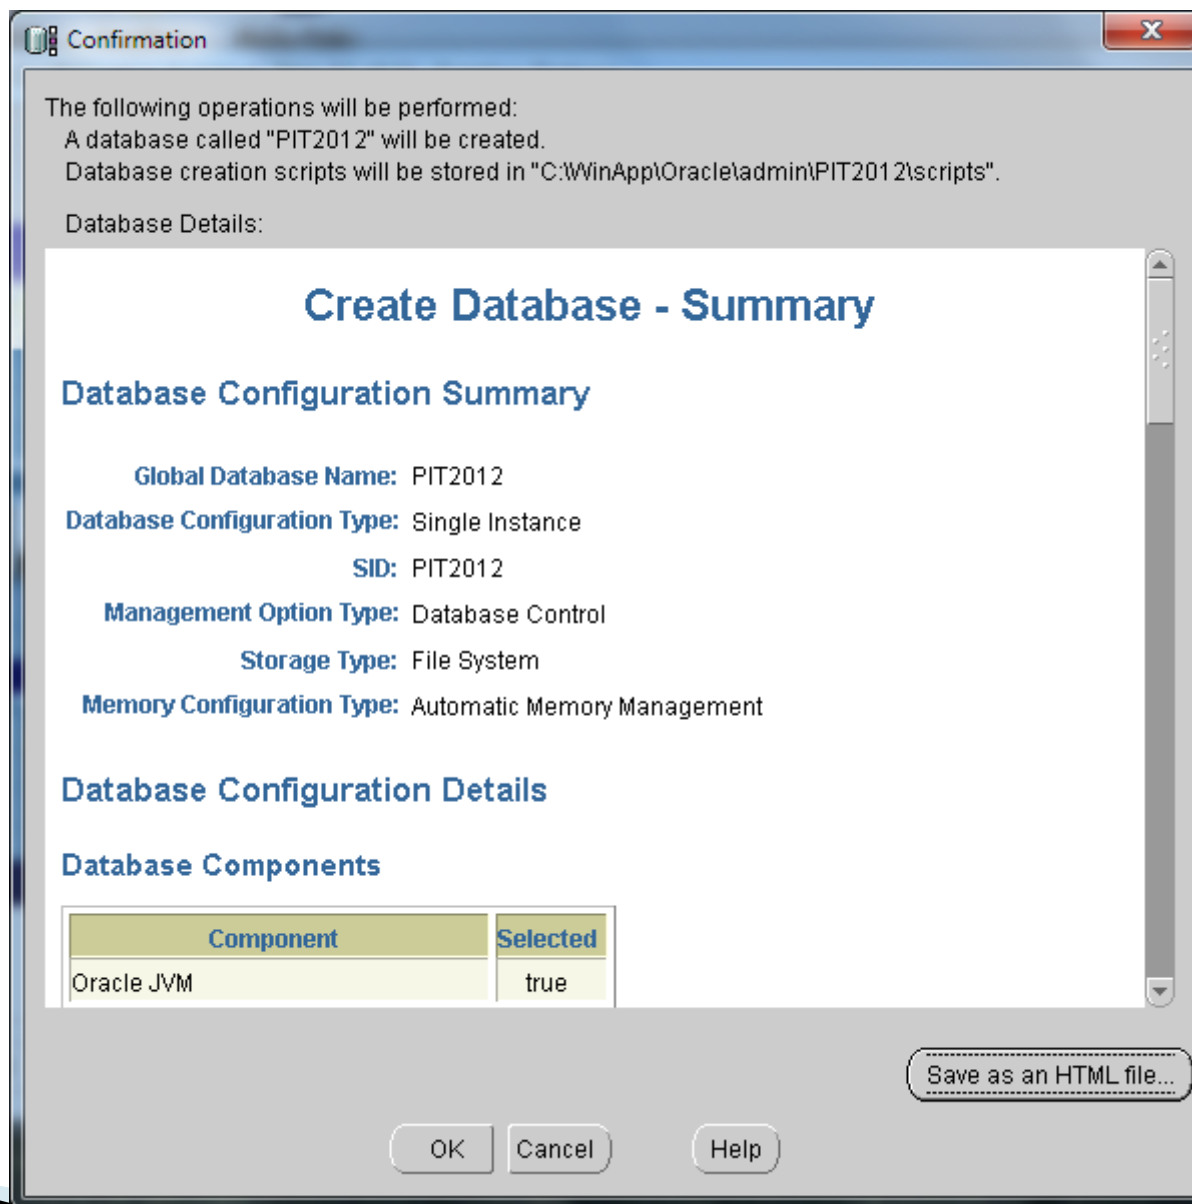 Confirmation
The following operations will be performed:
A database called "PIT2012" will be created.
Database creation scripts will be stored in "C:\WinApp\Oracle\admin\PIT2012\scripts".
Database Details:
Create Database - Summary
Database Configuration Summary
Global Database Name: PIT2012
Database Configuration Type: Single Instance
SID: PIT2012
Management Option Type: Database Control
Storage Type: File System
Memory Configuration Type: Automatic Memory Management
Database Configuration Details
Database Components
Component Selected
Oracle JVM true
Save as an HTML file...
OK Cancel Help